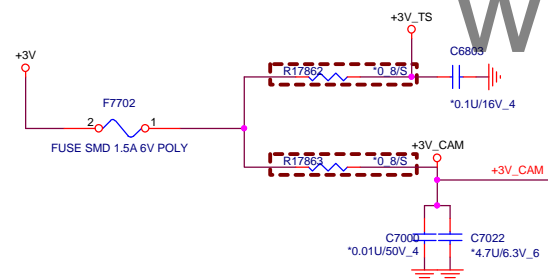 +3V_TS
W
+3V
C6803
R17862 *0_8/S
F7702
*0.1U/16V_4
2 1
FUSE SMD 1.5A 6V POLY
+3V_CAM
R17863 *0_8/S
+3V_CAM
C7000 C7022
*0.01U/50V_4 *4.7U/6.3V_6